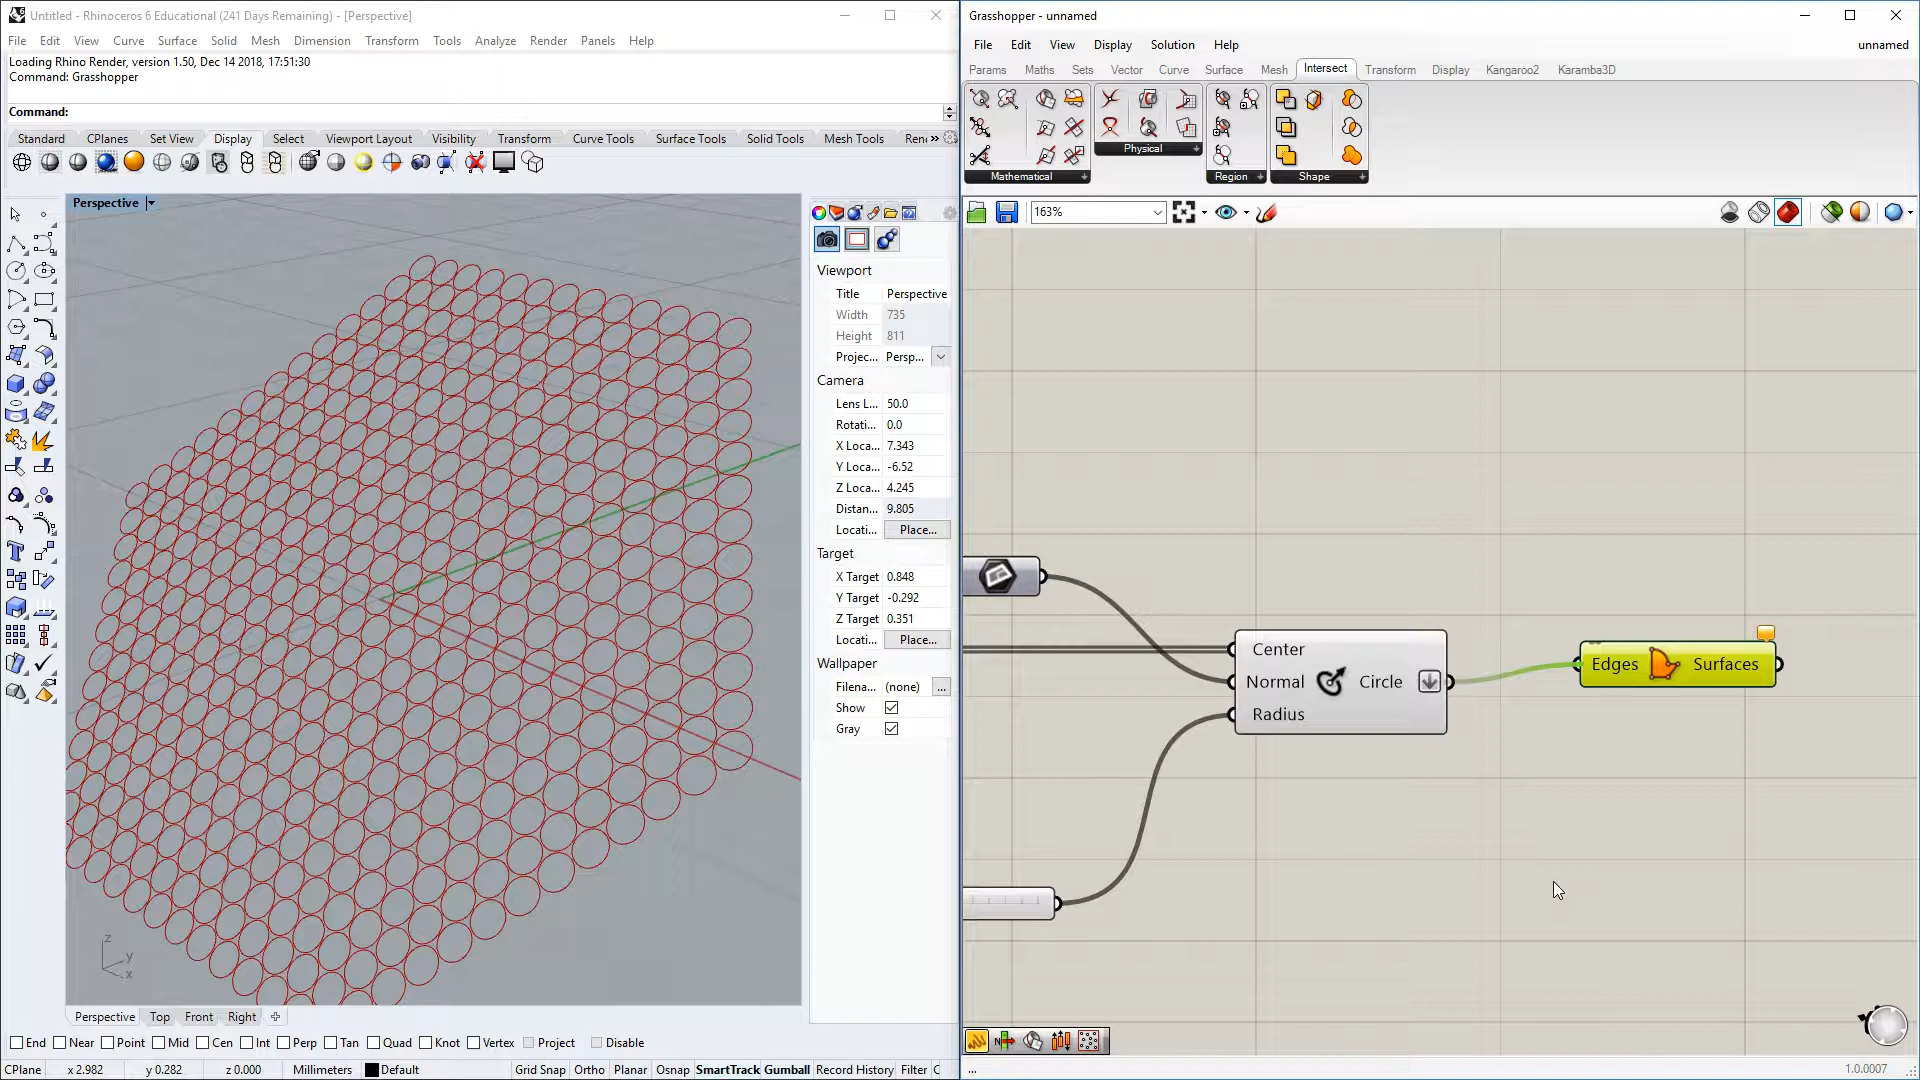 Untitled - Rhinoceros 6 Educational (241 Days Remaining) - [Perspective]
File Edit View Curve Surface Solid Mesh Dimension Transform Tools Analyze Render Panels Help
Loading Rhino Render, version 1.50, Dec 14 2018, 17:51:30
Command: Grasshopper
Command:
Standard CPlanes Set View Display Select Viewport Layout Visibility Transform Curve Tools Surface Tools Solid Tools Mesh Tools Ren »
Perspective
Viewport
Title Perspective
Width 735
Height 811
Projec... Persp...
Camera
Lens L... 50.0
Rotati... 0.0
X Loca... 7.343
Y Loca... -6.52
Z Loca... 4.245
Distan... 9.805
Locati... Place...
Target
X Target 0.848
Y Target -0.292
Z Target 0.351
Locati... Place...
Wallpaper
Filena... (none) ...
Show
Gray
z
y
x
Perspective Top Front Right
End Near Point Mid Cen Int Perp Tan Quad Knot Vertex Project Disable
CPlane x 2.982 y 0.282 z 0.000 Millimeters Default Grid Snap Ortho Planar Osnap SmartTrack Gumball Record History Filter C
Grasshopper - unnamed
File Edit View Display Solution Help unnamed
Params Maths Sets Vector Curve Surface Mesh Intersect Transform Display Kangaroo2 Karamba3D
Mathematical Physical Region Shape
163%
Center
Normal Circle
Radius
Edges Surfaces
... 1.0.0007